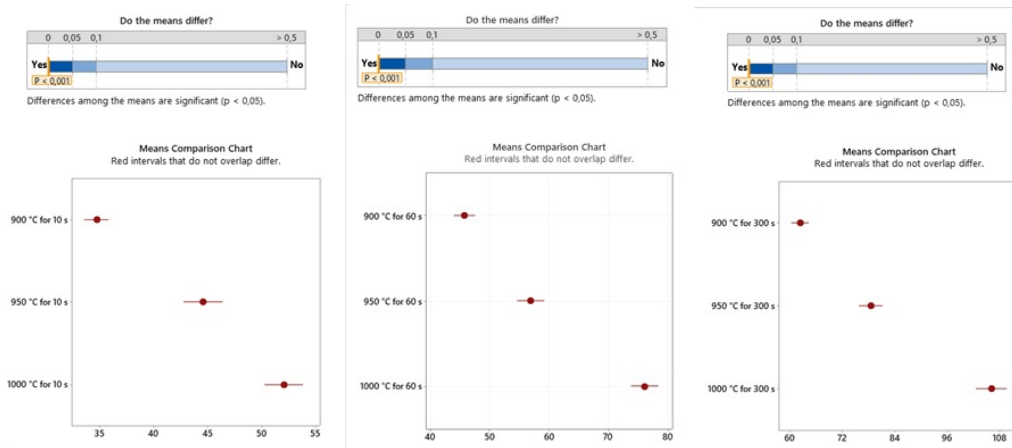 Do the means differ?
0 0,05 0,1 > 0,5
Yes No
P < 0,001
Differences among the means are significant (p < 0,05).
Means Comparison Chart
Red intervals that do not overlap differ.
900 °C for 10 s
950 °C for 10 s
1000 °C for 10 s
35 40 45 50 55
Do the means differ?
0 0,05 0,1 > 0,5
Yes No
P < 0,001
Differences among the means are significant (p < 0,05).
Means Comparison Chart
Red intervals that do not overlap differ.
900 °C for 60 s
950 °C for 60 s
1000 °C for 60 s
40 50 60 70 80
Do the means differ?
0 0,05 0,1 > 0,5
Yes No
P < 0,001
Differences among the means are significant (p < 0,05).
Means Comparison Chart
Red intervals that do not overlap differ.
900 °C for 300 s
950 °C for 300 s
1000 °C for 300 s
60 72 84 96 108